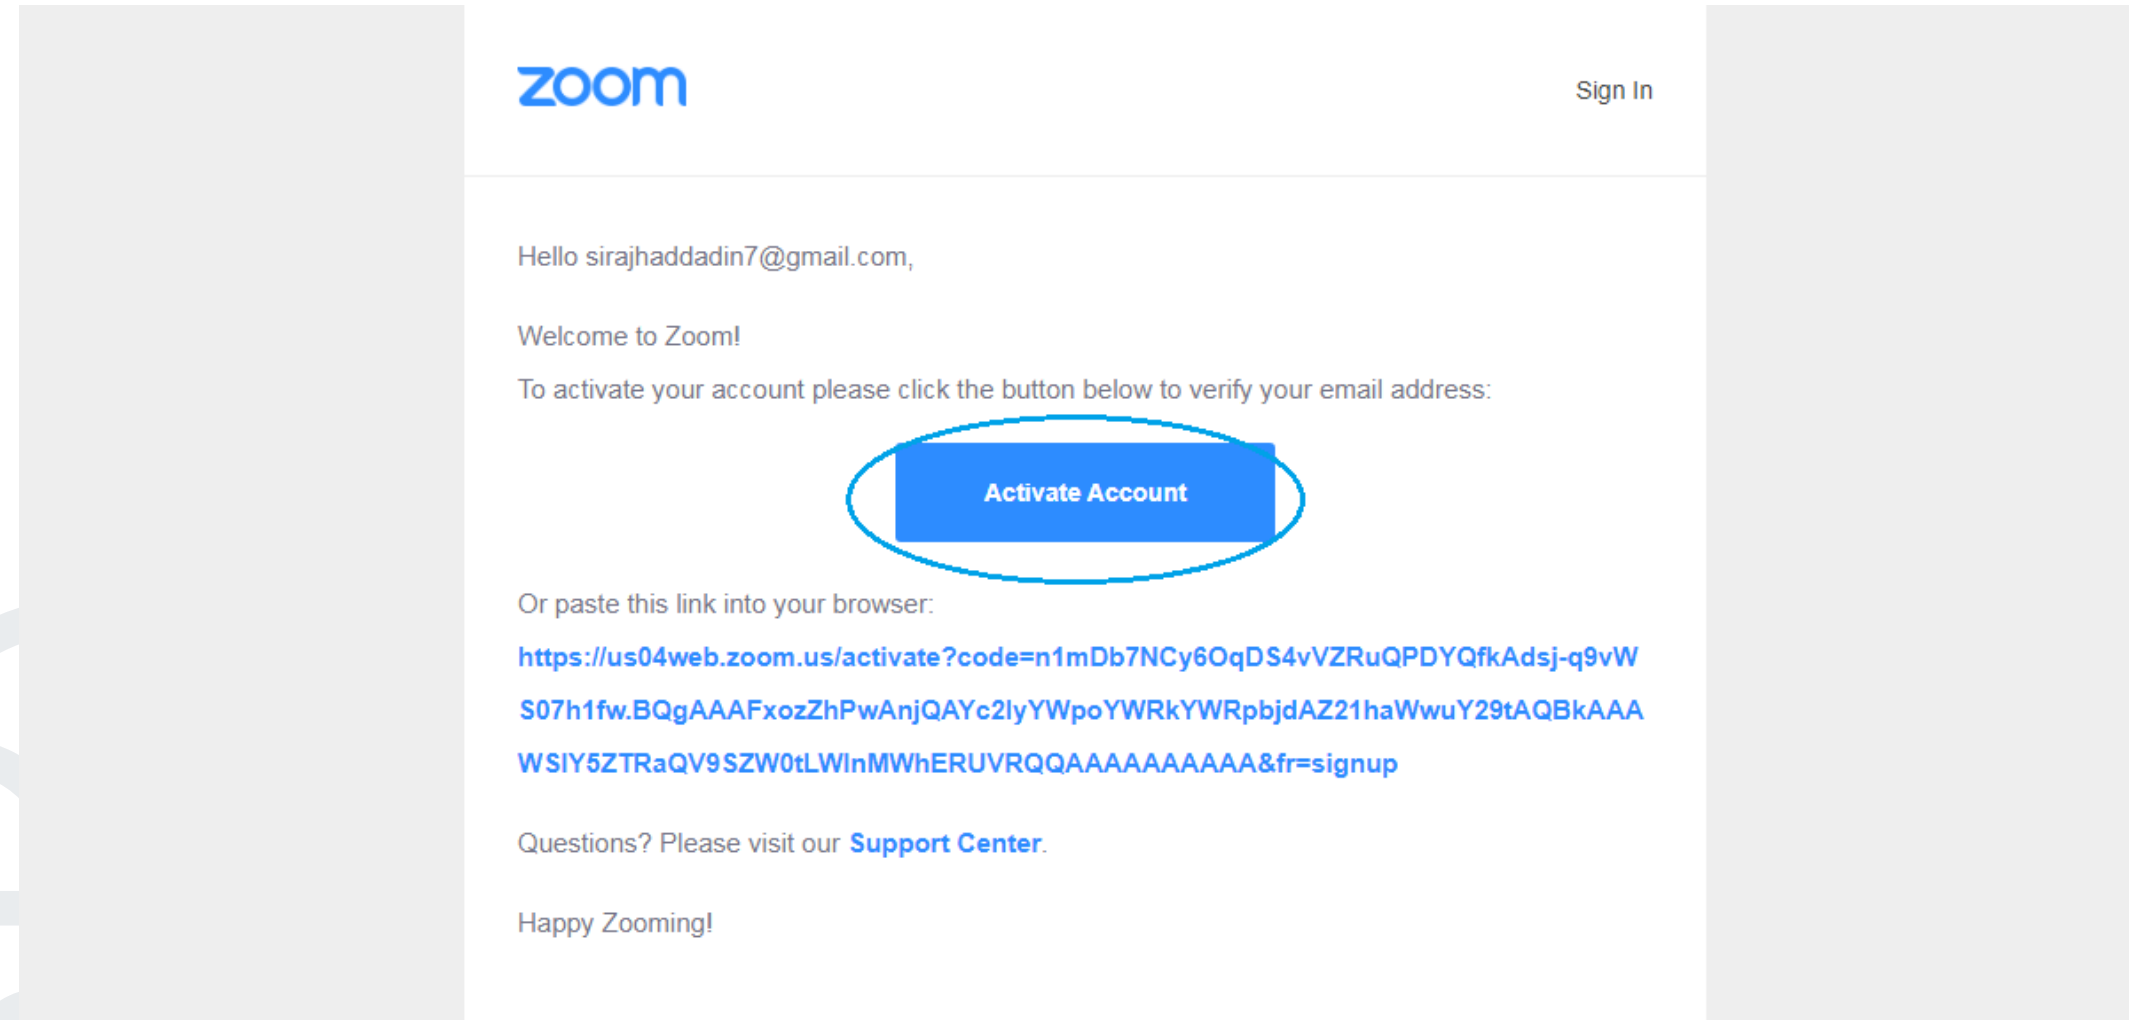 zoom
Sign In
Hello sirajhaddadin7@gmail.com,
Welcome to Zoom!
To activate your account please click the button below to verify your email address:
Activate Account
Or paste this link into your browser:
https://us04web.zoom.us/activate?code=n1mDb7NCy6OqDS4vVZRuQPDYQfkAdsj-q9vW
S07h1fw.BQgAAAFxozZhPwAnjQAYc2lyYWpoYWRkYWRpbjdAZ21haWwuY29tAQBkAAA
WSlY5ZTRaQV9SZW0tLWlnMWhERUVRQQAAAAAAAAAA&fr=signup
Questions? Please visit our Support Center.
Happy Zooming!